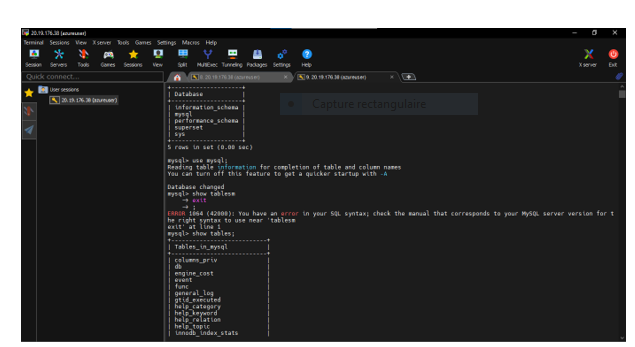 20.19.176.38 (azureuser)
Terminal Sessions View X server Tools Games Settings Macros Help
Session Servers Tools Games Sessions View Split MultiExec Tunneling Packages Settings Help X server Exit
Quick connect...
8. 20.19.176.38 (azureuser)
9. 20.19.176.38 (azureuser)
User sessions
20.19.176.38 (azureuser)
Capture rectangulaire
| Database |
| information_schema |
| mysql |
| performance_schema |
| superset |
| sys |
5 rows in set (0.00 sec)
mysql> use mysql;
Reading table information for completion of table and column names
You can turn off this feature to get a quicker startup with -A
Database changed
mysql> show tablesm
→ exit
→ ;
ERROR 1064 (42000): You have an error in your SQL syntax; check the manual that corresponds to your MySQL server version for t
he right syntax to use near 'tablesm
exit' at line 1
mysql> show tables;
| Tables_in_mysql |
| columns_priv |
| db |
| engine_cost |
| event |
| func |
| general_log |
| gtid_executed |
| help_category |
| help_keyword |
| help_relation |
| help_topic |
| innodb_index_stats |